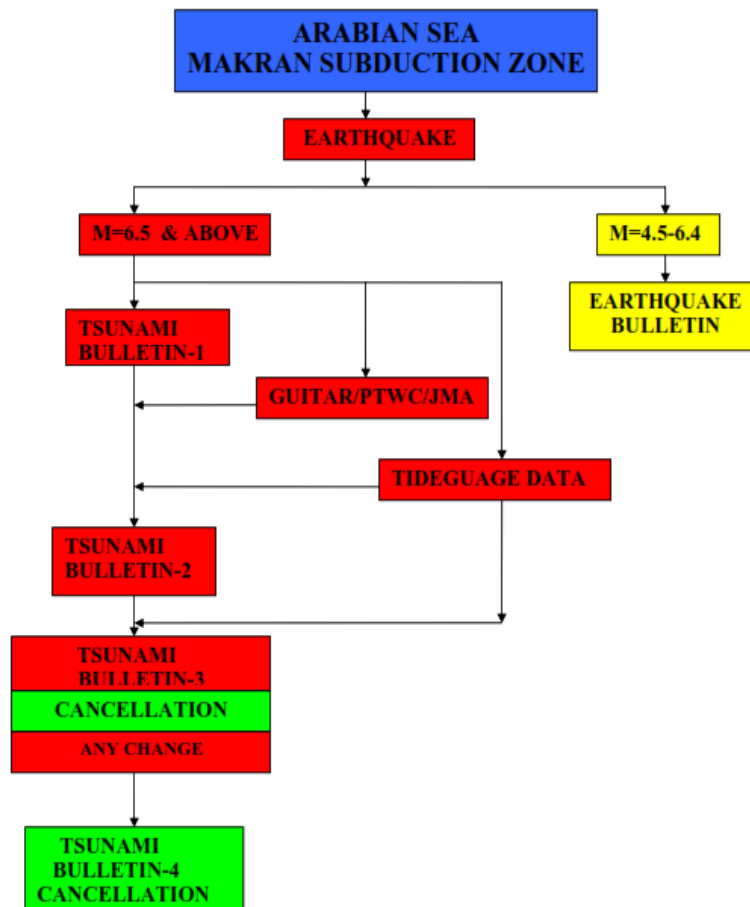 ARABIAN SEA
MAKRAN SUBDUCTION ZONE
EARTHQUAKE
M=6.5 & ABOVE
M=4.5-6.4
TSUNAMI
BULLETIN-1
EARTHQUAKE
BULLETIN
GUITAR/PTWC/JMA
TIDEGUAGE DATA
TSUNAMI
BULLETIN-2
TSUNAMI
BULLETIN-3
CANCELLATION
ANY CHANGE
TSUNAMI
BULLETIN-4
CANCELLATION